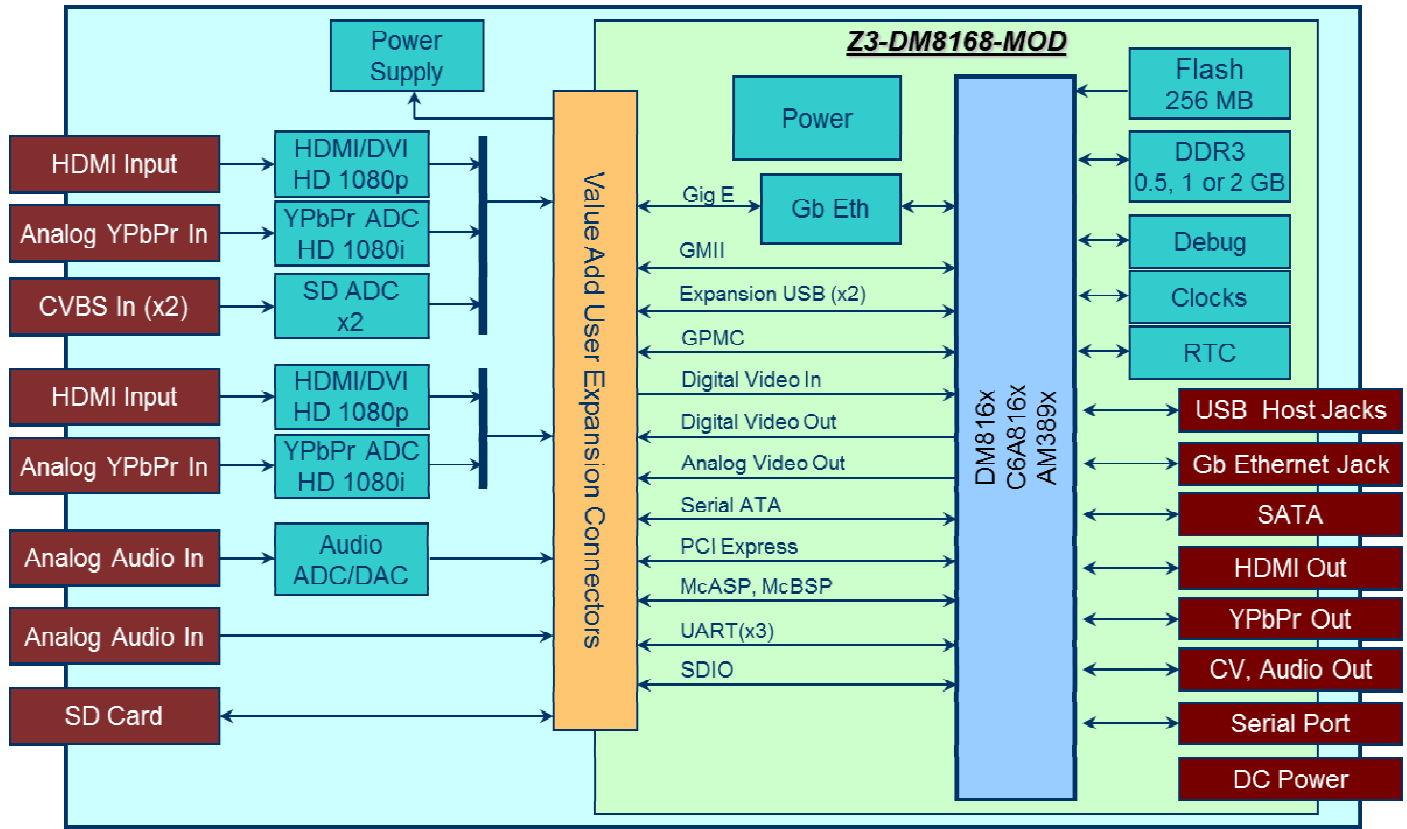 Z3-DM8168-MOD
Power
Supply
HDMI Input
HDMI/DVI
HD 1080p
Analog YPbPr In
YPbPr ADC
HD 1080i
CVBS In (x2)
SD ADC
x2
HDMI Input
HDMI/DVI
HD 1080p
Analog YPbPr In
YPbPr ADC
HD 1080i
Analog Audio In
Audio
ADC/DAC
Analog Audio In
SD Card
Value Add User Expansion Connectors
Power
Gig E
Gb Eth
GMII
Expansion USB (x2)
GPMC
Digital Video In
Digital Video Out
Analog Video Out
Serial ATA
PCI Express
McASP, McBSP
UART(x3)
SDIO
DM816x
C6A816x
AM389x
Flash
256 MB
DDR3
0.5, 1 or 2 GB
Debug
Clocks
RTC
USB Host Jacks
Gb Ethernet Jack
SATA
HDMI Out
YPbPr Out
CV, Audio Out
Serial Port
DC Power